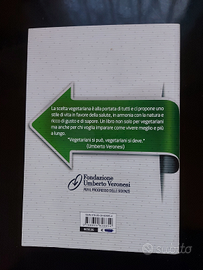 La scelta vegetariana è alla portata di tutti e ci propone uno
stile di vita in favore della salute, in armonia con la natura e
ricco di gusto e di sapore. Un libro non solo per vegetariani
ma anche per chi voglia imparare come vivere meglio e più
a lungo.
"Vegetariani si può, vegetariani si deve."
(Umberto Veronesi)
Fondazione
Umberto Veronesi
PER IL PROGRESSO DELLE SCIENZE
subito